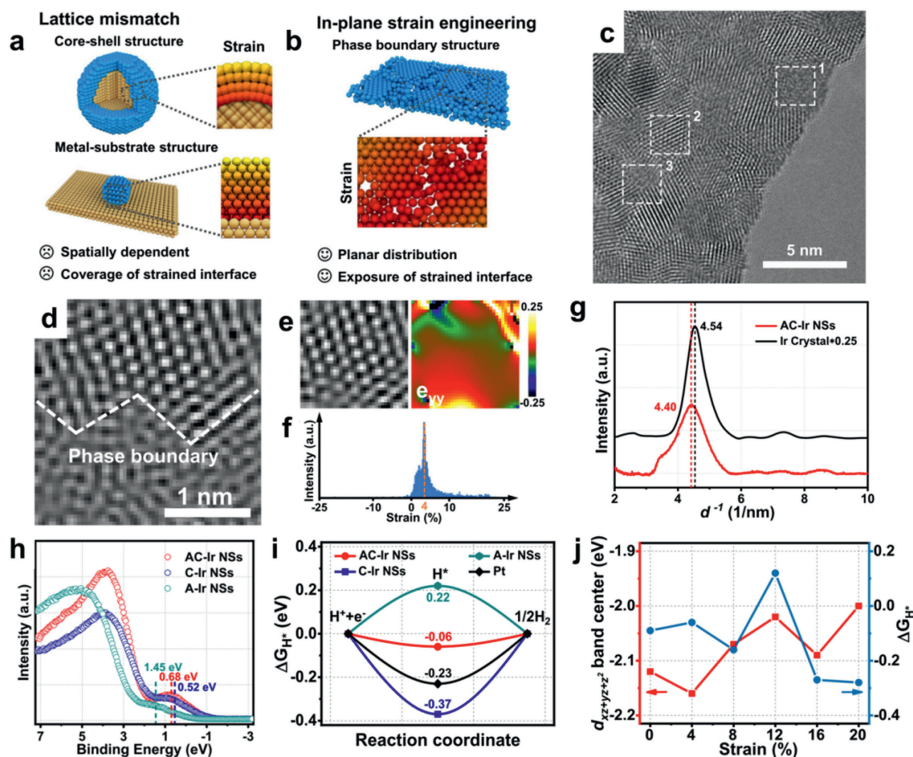 Lattice mismatch
a
Core-shell structure
Strain
Metal-substrate structure
Spatially dependent
Coverage of strained interface
In-plane strain engineering
b
Phase boundary structure
Strain
Planar distribution
Exposure of strained interface
c
1
2
3
5 nm
d
Phase boundary
1 nm
e
e_yy
0.25
-0.25
f
Intensity (a.u.)
-25 0 4 25
Strain (%)
g
4.54
4.40
AC-Ir NSs
Ir Crystal*0.25
Intensity (a.u.)
2 4 6 8 10
d⁻¹ (1/nm)
h
AC-Ir NSs
C-Ir NSs
A-Ir NSs
1.45 eV
0.68 eV
0.52 eV
Intensity (a.u.)
7 5 3 1 -1 -3
Binding Energy (eV)
i
AC-Ir NSs
A-Ir NSs
C-Ir NSs
Pt
H⁺+e⁻
H*
1/2H₂
0.22
-0.06
-0.23
-0.37
ΔG_H* (eV)
0.4
0.2
0.0
-0.2
-0.4
Reaction coordinate
j
d_xz+yz+z² band center (eV)
-1.9
-2.0
-2.1
-2.2
ΔG_H*
0.2
0.0
-0.2
-0.4
0 4 8 12 16 20
Strain (%)